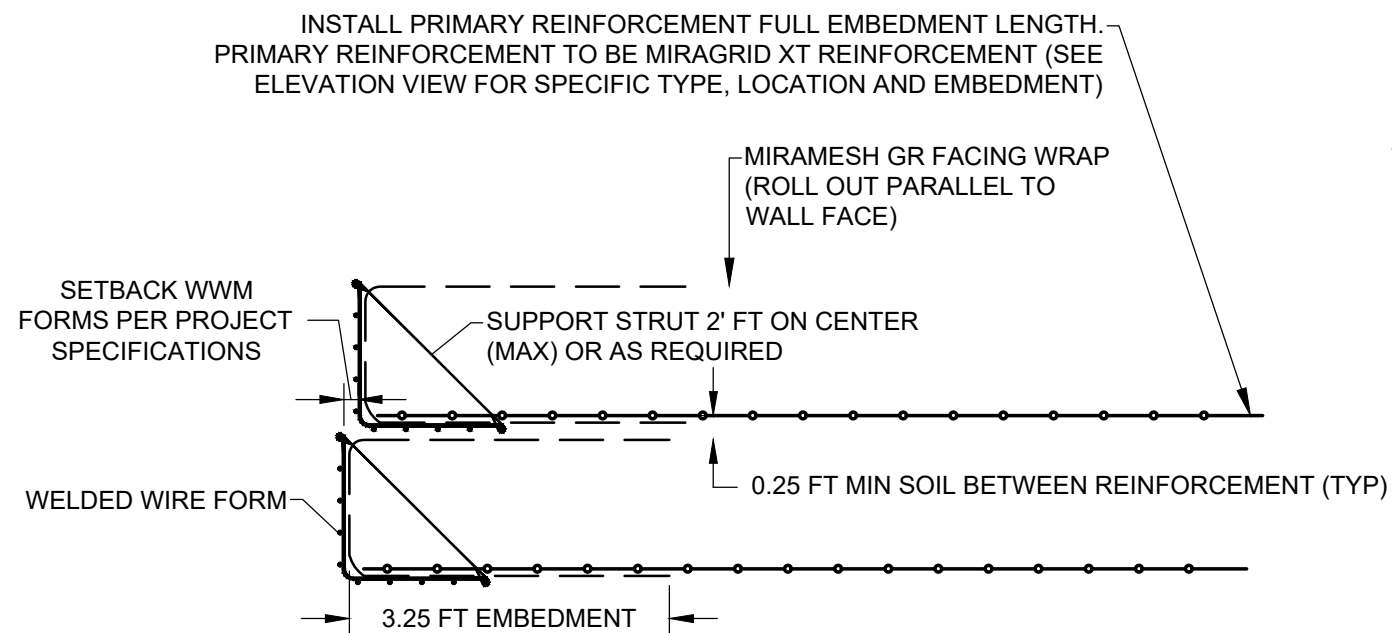 INSTALL PRIMARY REINFORCEMENT FULL EMBEDMENT LENGTH.
PRIMARY REINFORCEMENT TO BE MIRAGRID XT REINFORCEMENT (SEE
ELEVATION VIEW FOR SPECIFIC TYPE, LOCATION AND EMBEDMENT)
MIRAMESH GR FACING WRAP
(ROLL OUT PARALLEL TO
WALL FACE)
SETBACK WWM
FORMS PER PROJECT
SPECIFICATIONS
SUPPORT STRUT 2' FT ON CENTER
(MAX) OR AS REQUIRED
WELDED WIRE FORM
0.25 FT MIN SOIL BETWEEN REINFORCEMENT (TYP)
3.25 FT EMBEDMENT